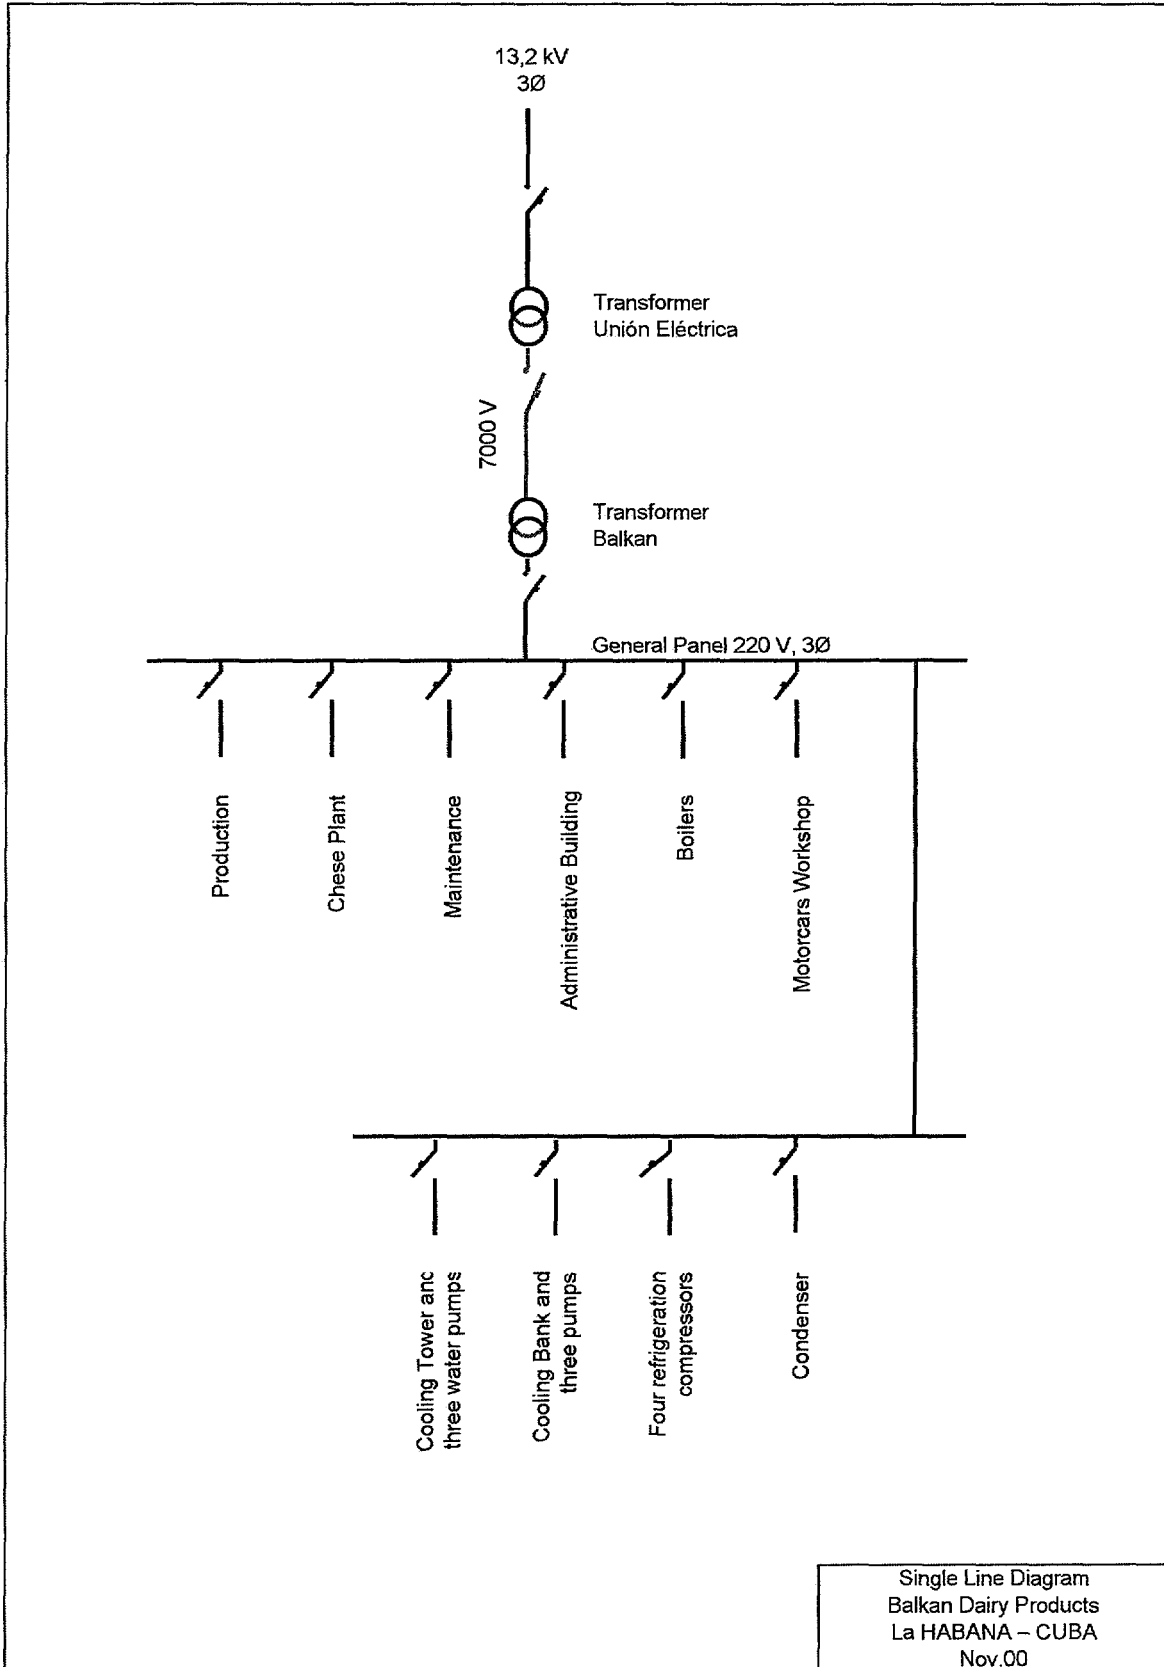 13,2 kV
3Ø
Transformer
Unión Eléctrica
7000 V
Transformer
Balkan
General Panel 220 V, 3Ø
Production
Chese Plant
Maintenance
Administrative Building
Boilers
Motorcars Workshop
Cooling Tower and
three water pumps
Cooling Bank and
three pumps
Four refrigeration
compressors
Condenser
Single Line Diagram
Balkan Dairy Products
La HABANA – CUBA
Nov.00